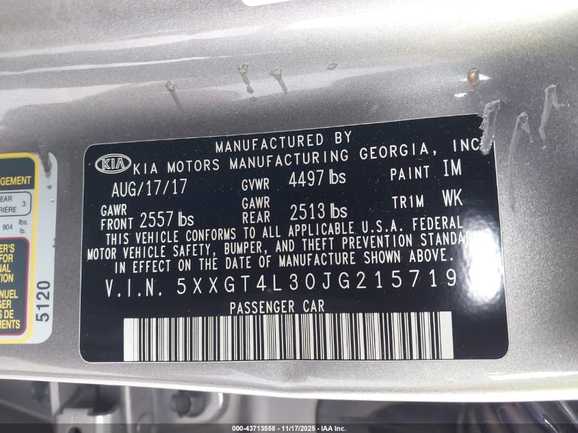 MANUFACTURED BY
KIA KIA MOTORS MANUFACTURING GEORGIA, INC.
AUG/17/17 GVWR 4497 lbs PAINT IM
GAWR FRONT 2557 lbs GAWR REAR 2513 lbs TRIM WK
THIS VEHICLE CONFORMS TO ALL APPLICABLE U.S.A. FEDERAL
MOTOR VEHICLE SAFETY, BUMPER, AND THEFT PREVENTION STANDARDS
IN EFFECT ON THE DATE OF MANUFACTURE SHOWN ABOVE.
V.I.N. 5XXGT4L30JG215719
PASSENGER CAR
5120
000-43713558 - 11/17/2025 - IAA Inc.